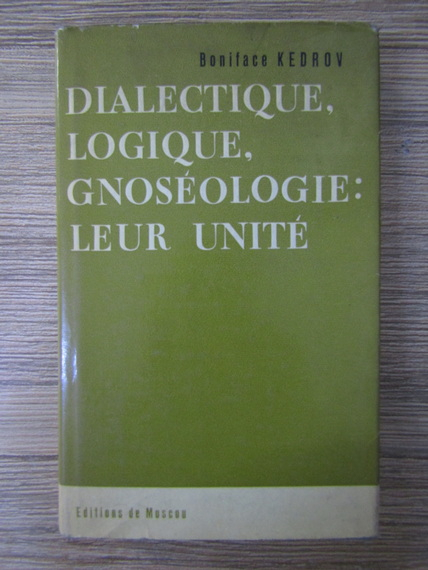 Boniface KEDROV
DIALECTIQUE,
LOGIQUE,
GNOSÉOLOGIE:
LEUR UNITÉ
Editions de Moscou